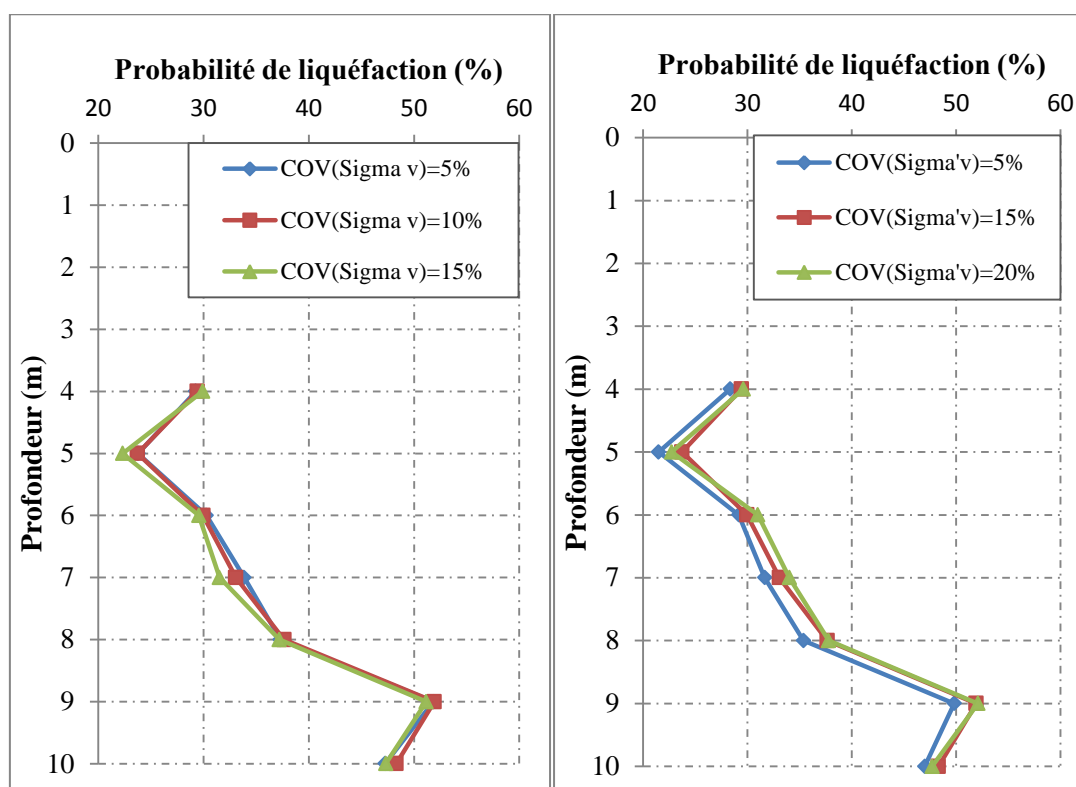 Probabilité de liquéfaction (%)
20 30 40 50 60
0
1
2
3
4
5
6
7
8
9
10
Profondeur (m)
COV(Sigma v)=5%
COV(Sigma v)=10%
COV(Sigma v)=15%
Probabilité de liquéfaction (%)
20 30 40 50 60
0
1
2
3
4
5
6
7
8
9
10
Profondeur (m)
COV(Sigma'v)=5%
COV(Sigma'v)=15%
COV(Sigma'v)=20%